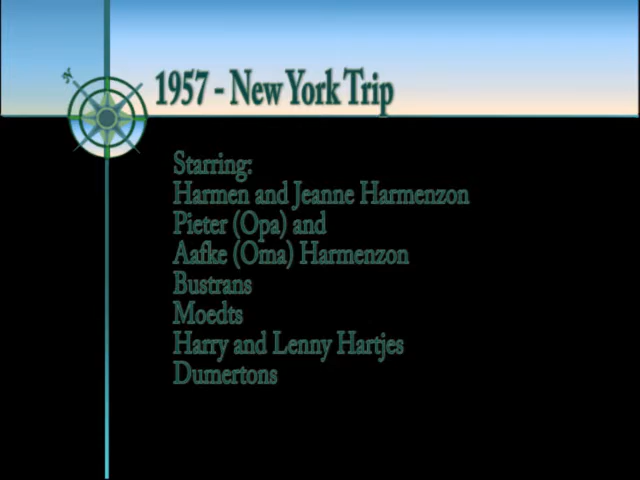 N
1957 - New York Trip
Starring:
Harmen and Jeanne Harmenzon
Pieter (Opa) and
Aafke (Oma) Harmenzon
Bustrans
Moedts
Harry and Lenny Hartjes
Dumertons